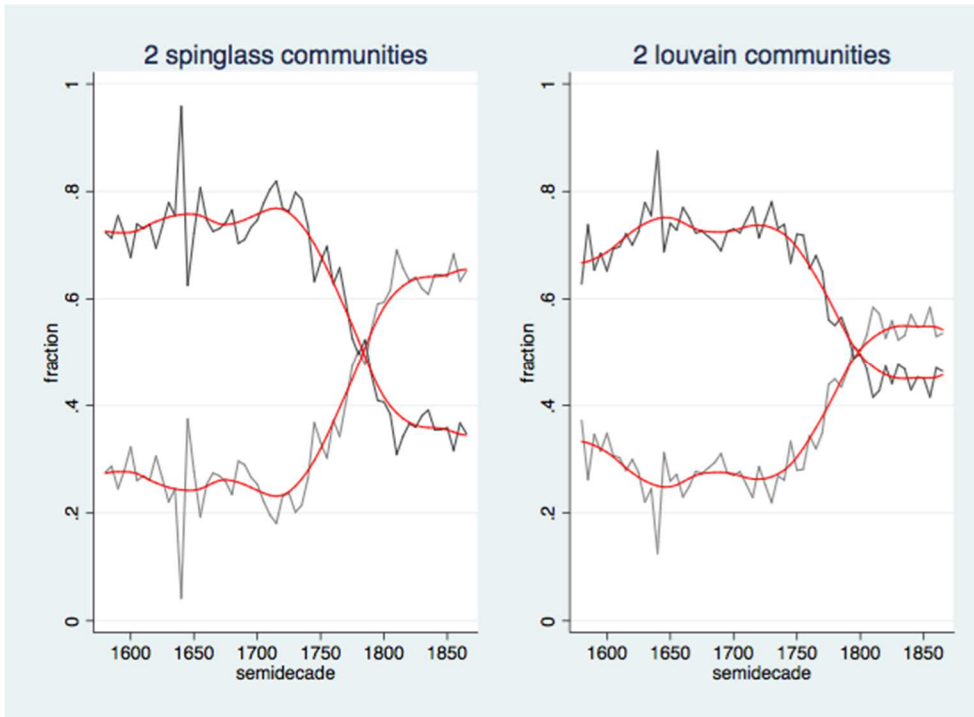 2 spinglass communities
1
.8
.6
.4
.2
0
fraction
1600 1650 1700 1750 1800 1850
semidecade
2 louvain communities
1
.8
.6
.4
.2
0
fraction
1600 1650 1700 1750 1800 1850
semidecade